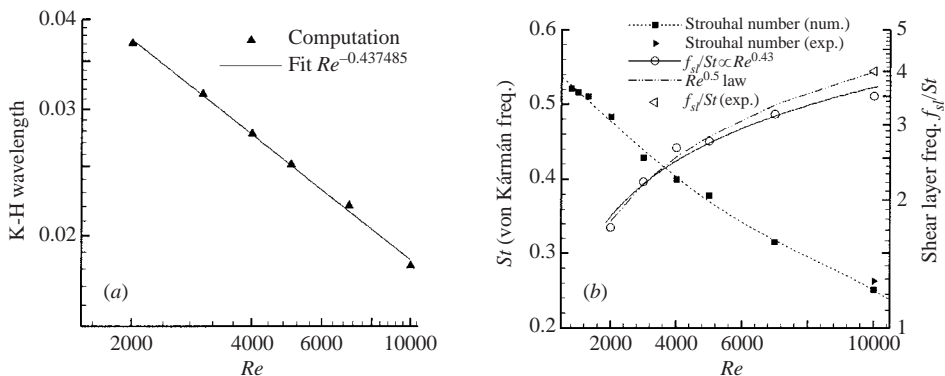 0.04
0.03
0.02
K-H wavelength
Computation
Fit Re^−0.437485
(a)
2000
4000
6000
10000
Re
0.6
0.5
0.4
0.3
0.2
St (von Kármán freq.)
Strouhal number (num.)
Strouhal number (exp.)
f_sl/St∝Re^0.43
Re^0.5 law
f_sl/St (exp.)
(b)
2000
4000
6000
8000
10000
Re
5
4
3
2
1
Shear layer freq. f_sl/St